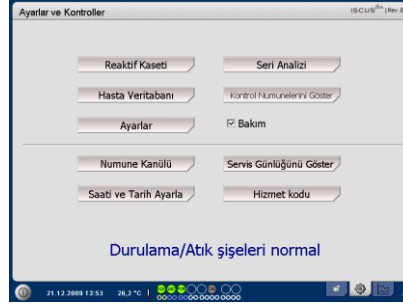 Ayarlar ve Kontroller
Reaktif Kaseti
Seri Analizi
Hasta Veritabanı
Kontrol Numunelerini Göster
Ayarlar
Bakım
Numune Kanülü
Servis Günlüğünü Göster
Saati ve Tarih Ayarla
Hizmet kodu
Durulama/Atık şişeleri normal
21.12.2009 13:53
26,2 °C